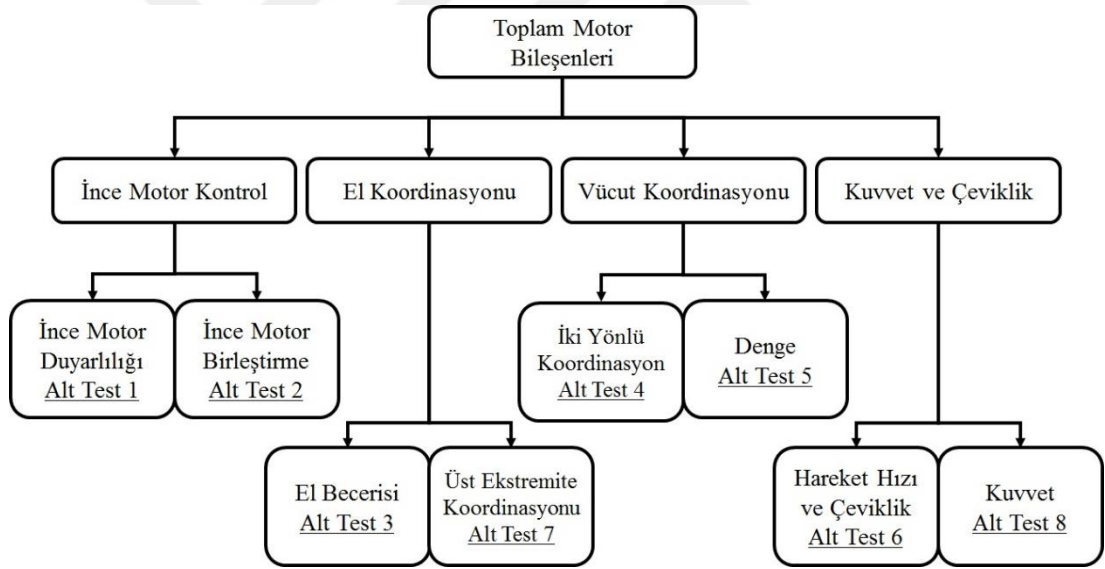 Toplam Motor
Bileşenleri
İnce Motor Kontrol
El Koordinasyonu
Vücut Koordinasyonu
Kuvvet ve Çeviklik
İnce Motor
Duyarlılığı
Alt Test 1
İnce Motor
Birleştirme
Alt Test 2
İki Yönlü
Koordinasyon
Alt Test 4
Denge
Alt Test 5
El Becerisi
Alt Test 3
Üst Ekstremite
Koordinasyonu
Alt Test 7
Hareket Hızı
ve Çeviklik
Alt Test 6
Kuvvet
Alt Test 8